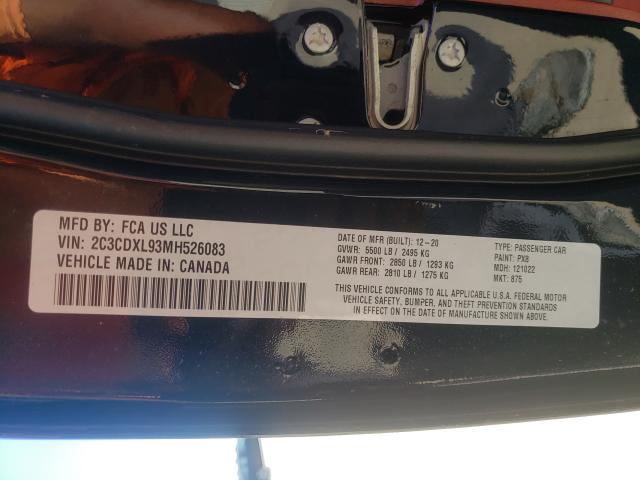 MFD BY: FCA US LLC
VIN: 2C3CDXL93MH526083
VEHICLE MADE IN: CANADA
DATE OF MFR (BUILT): 12-20
GVWR: 5500 LB / 2495 KG
GAWR FRONT: 2850 LB / 1293 KG
GAWR REAR: 2810 LB / 1275 KG
TYPE: PASSENGER CAR
PAINT: PX8
MDH: 121022
MKT: 875
THIS VEHICLE CONFORMS TO ALL APPLICABLE U.S.A. FEDERAL MOTOR
VEHICLE SAFETY, BUMPER, AND THEFT PREVENTION STANDARDS
IN EFFECT ON THE DATE OF MANUFACTURE SHOWN ABOVE.